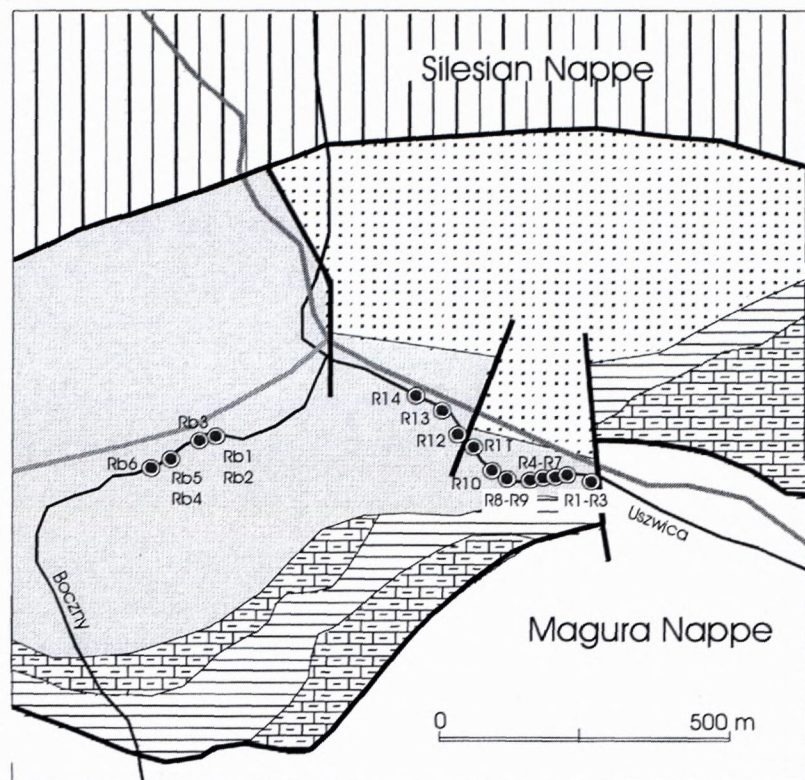 Silesian Nappe
R14
R13
R12
R11
R10
R4-R7
R8-R9
R1-R3
Rb3
Rb1
Rb2
Rb6
Rb5
Rb4
Uszwica
Boczny
Magura Nappe
0
500 m